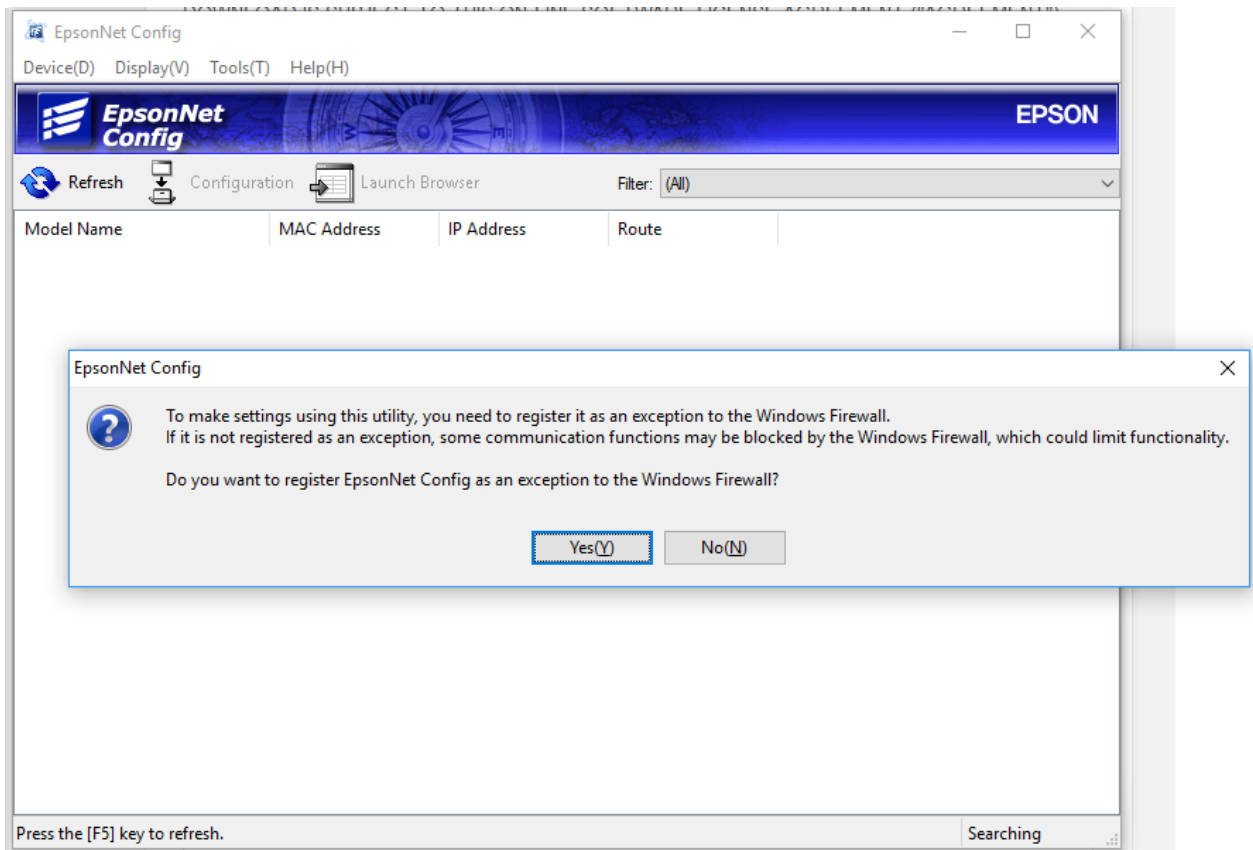 EpsonNet Config
Device(D) Display(V) Tools(T) Help(H)
EpsonNet
Config
EPSON
Refresh Configuration Launch Browser Filter: (All)
Model Name MAC Address IP Address Route
EpsonNet Config
To make settings using this utility, you need to register it as an exception to the Windows Firewall.
If it is not registered as an exception, some communication functions may be blocked by the Windows Firewall, which could limit functionality.
Do you want to register EpsonNet Config as an exception to the Windows Firewall?
Yes(Y) No(N)
Press the [F5] key to refresh. Searching